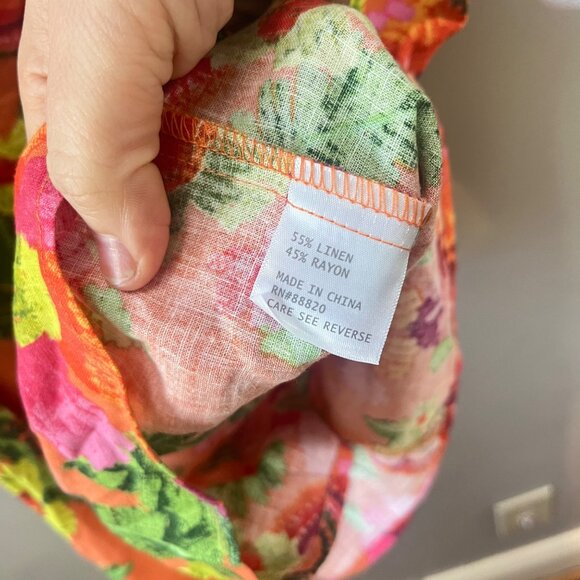 55% LINEN
45% RAYON
MADE IN CHINA
RN#88820
CARE SEE REVERSE